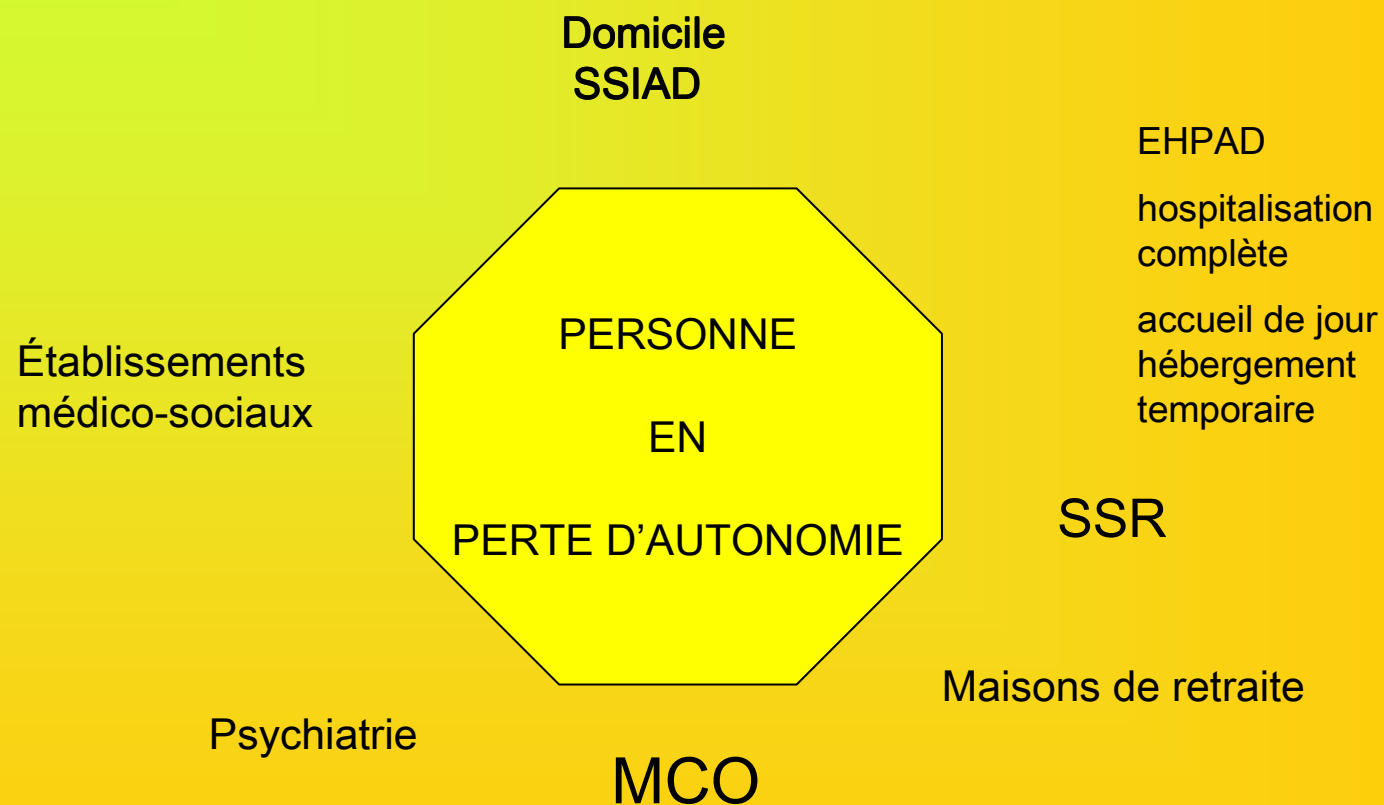 Domicile
SSIAD
EHPAD
hospitalisation
complète
accueil de jour
hébergement
temporaire
PERSONNE
EN
PERTE D’AUTONOMIE
Établissements
médico-sociaux
SSR
Maisons de retraite
Psychiatrie
MCO